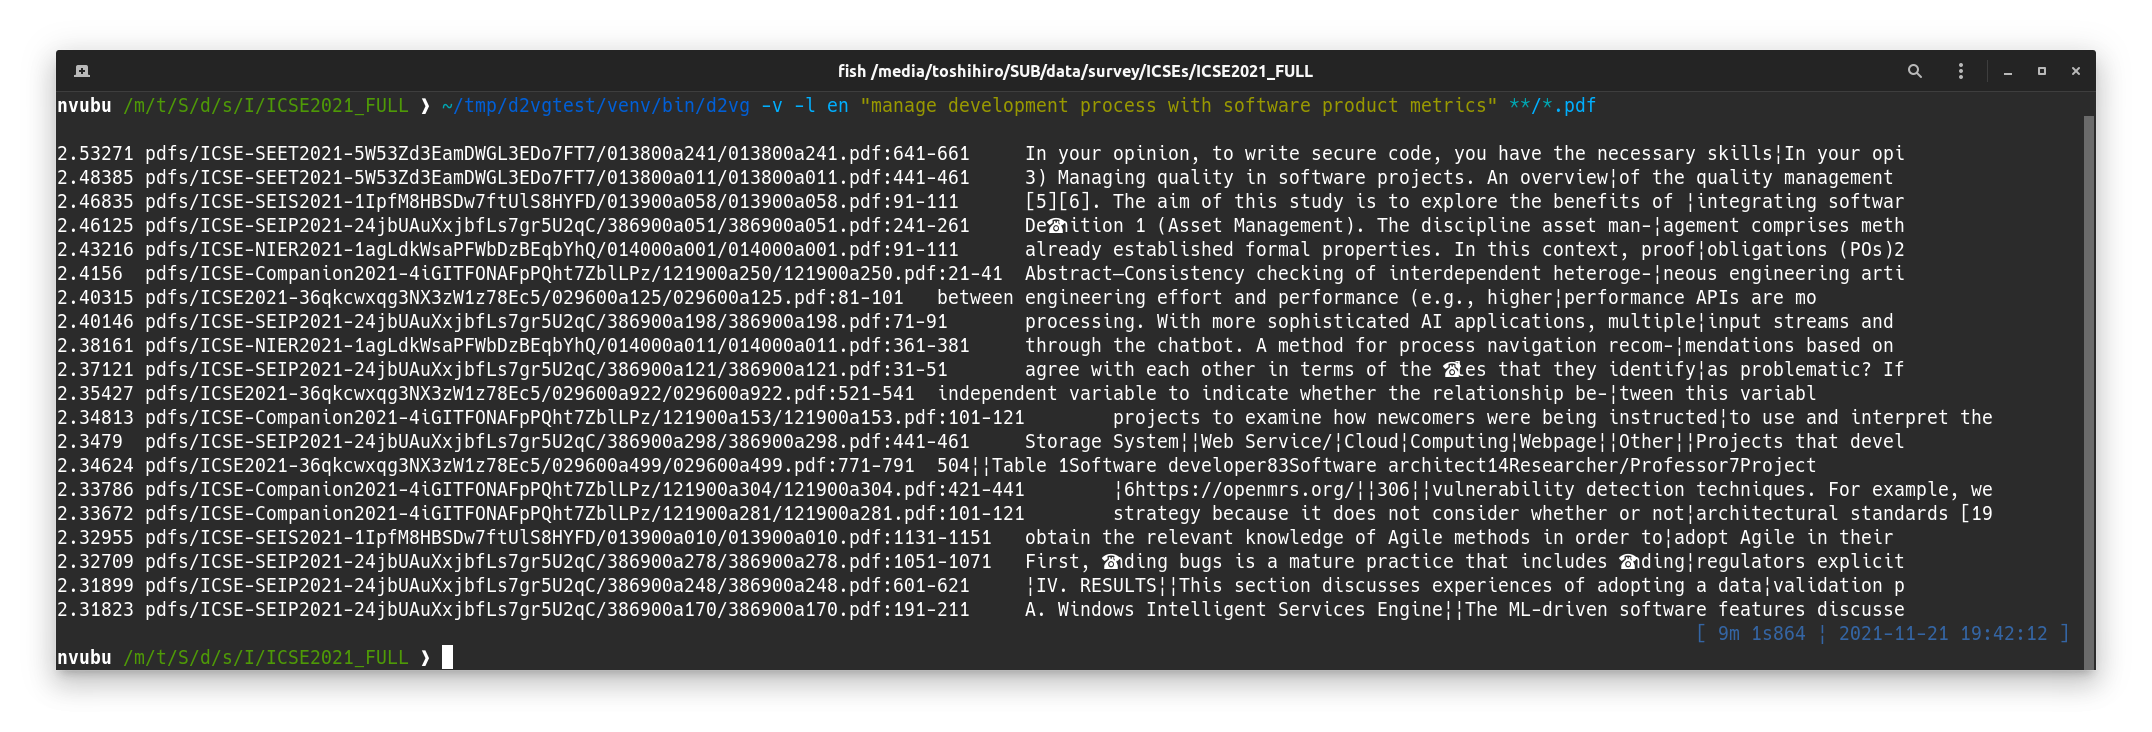 fish /media/toshihiro/SUB/data/survey/ICSEs/ICSE2021_FULL
nvubu /m/t/S/d/s/I/ICSE2021_FULL ❯ ~/tmp/d2vgtest/venv/bin/d2vg -v -l en "manage development process with software product metrics" **/*.pdf
2.53271 pdfs/ICSE-SEET2021-5W53Zd3EamDWGL3EDo7FT7/013800a241/013800a241.pdf:641-661 In your opinion, to write secure code, you have the necessary skills¦In your opi
2.48385 pdfs/ICSE-SEET2021-5W53Zd3EamDWGL3EDo7FT7/013800a011/013800a011.pdf:441-461 3) Managing quality in software projects. An overview¦of the quality management
2.46835 pdfs/ICSE-SEIS2021-1IpfM8HBSDw7ftUlS8HYFD/013900a058/013900a058.pdf:91-111 [5][6]. The aim of this study is to explore the benefits of ¦integrating softwar
2.46125 pdfs/ICSE-SEIP2021-24jbUAuXxjbfLs7gr5U2qC/386900a051/386900a051.pdf:241-261 De☎nition 1 (Asset Management). The discipline asset man-¦agement comprises meth
2.43216 pdfs/ICSE-NIER2021-1agLdkWsaPFWbDzBEqbYhQ/014000a001/014000a001.pdf:91-111 already established formal properties. In this context, proof¦obligations (POs)2
2.4156 pdfs/ICSE-Companion2021-4iGITFONAFpPQht7ZblLPz/121900a250/121900a250.pdf:21-41 Abstract—Consistency checking of interdependent heteroge-¦neous engineering arti
2.40315 pdfs/ICSE2021-36qkcwxqg3NX3zW1z78Ec5/029600a125/029600a125.pdf:81-101 between engineering effort and performance (e.g., higher¦performance APIs are mo
2.40146 pdfs/ICSE-SEIP2021-24jbUAuXxjbfLs7gr5U2qC/386900a198/386900a198.pdf:71-91 processing. With more sophisticated AI applications, multiple¦input streams and
2.38161 pdfs/ICSE-NIER2021-1agLdkWsaPFWbDzBEqbYhQ/014000a011/014000a011.pdf:361-381 through the chatbot. A method for process navigation recom-¦mendations based on
2.37121 pdfs/ICSE-SEIP2021-24jbUAuXxjbfLs7gr5U2qC/386900a121/386900a121.pdf:31-51 agree with each other in terms of the ☎les that they identify¦as problematic? If
2.35427 pdfs/ICSE2021-36qkcwxqg3NX3zW1z78Ec5/029600a922/029600a922.pdf:521-541 independent variable to indicate whether the relationship be-¦tween this variabl
2.34813 pdfs/ICSE-Companion2021-4iGITFONAFpPQht7ZblLPz/121900a153/121900a153.pdf:101-121 projects to examine how newcomers were being instructed¦to use and interpret the
2.3479 pdfs/ICSE-SEIP2021-24jbUAuXxjbfLs7gr5U2qC/386900a298/386900a298.pdf:441-461 Storage System¦¦Web Service/¦Cloud¦Computing¦Webpage¦¦Other¦¦Projects that devel
2.34624 pdfs/ICSE2021-36qkcwxqg3NX3zW1z78Ec5/029600a499/029600a499.pdf:771-791 504¦¦Table 1Software developer83Software architect14Researcher/Professor7Project
2.33786 pdfs/ICSE-Companion2021-4iGITFONAFpPQht7ZblLPz/121900a304/121900a304.pdf:421-441 ¦6https://openmrs.org/¦¦306¦¦vulnerability detection techniques. For example, we
2.33672 pdfs/ICSE-Companion2021-4iGITFONAFpPQht7ZblLPz/121900a281/121900a281.pdf:101-121 strategy because it does not consider whether or not¦architectural standards [19
2.32955 pdfs/ICSE-SEIS2021-1IpfM8HBSDw7ftUlS8HYFD/013900a010/013900a010.pdf:1131-1151 obtain the relevant knowledge of Agile methods in order to¦adopt Agile in their
2.32709 pdfs/ICSE-SEIP2021-24jbUAuXxjbfLs7gr5U2qC/386900a278/386900a278.pdf:1051-1071 First, ☎nding bugs is a mature practice that includes ☎nding¦regulators explicit
2.31899 pdfs/ICSE-SEIP2021-24jbUAuXxjbfLs7gr5U2qC/386900a248/386900a248.pdf:601-621 ¦IV. RESULTS¦¦This section discusses experiences of adopting a data¦validation p
2.31823 pdfs/ICSE-SEIP2021-24jbUAuXxjbfLs7gr5U2qC/386900a170/386900a170.pdf:191-211 A. Windows Intelligent Services Engine¦¦The ML-driven software features discusse
[ 9m 1s864 ¦ 2021-11-21 19:42:12 ]
nvubu /m/t/S/d/s/I/ICSE2021_FULL ❯